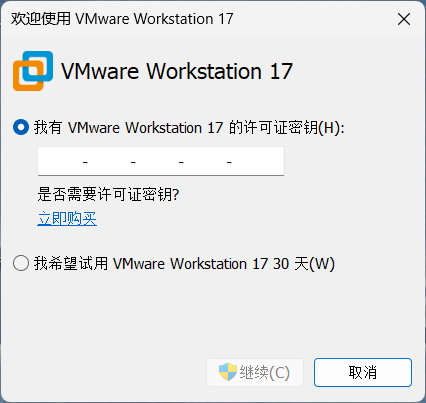 欢迎使用 VMware Workstation 17
VMware Workstation 17
我有 VMware Workstation 17 的许可证密钥(H):
- - - -
是否需要许可证密钥?
立即购买
我希望试用 VMware Workstation 17 30 天(W)
继续(C)
取消